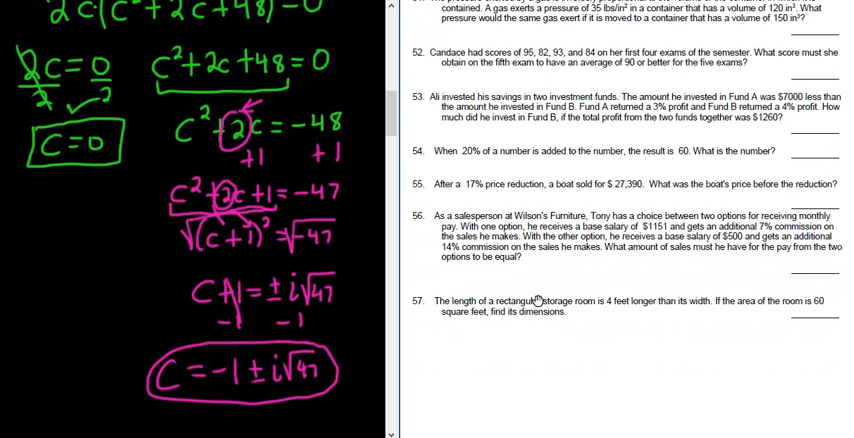 2c·(c² + 2c + 48) = 0
2c = 0
2 2
c² + 2c + 48 = 0
c² + 2c = -48
+1 +1
c = 0
c² + 2c + 1 = -47
√(c + 1)² = √-47
c + 1 = ± i√47
-1 -1
c = -1 ± i√47
contained. A gas exerts a pressure of 35 lbs/in² in a container that has a volume of 120 in³. What
pressure would the same gas exert if it is moved to a container that has a volume of 150 in³?
52. Candace had scores of 95, 82, 93, and 84 on her first four exams of the semester. What score must she
obtain on the fifth exam to have an average of 90 or better for the five exams?
53. Ali invested his savings in two investment funds. The amount he invested in Fund A was $7000 less than
the amount he invested in Fund B. Fund A returned a 3% profit and Fund B returned a 4% profit. How
much did he invest in Fund B, if the total profit from the two funds together was $1260?
54. When 20% of a number is added to the number, the result is 60. What is the number?
55. After a 17% price reduction, a boat sold for $ 27,390. What was the boat's price before the reduction?
56. As a salesperson at Wilson's Furniture, Tony has a choice between two options for receiving monthly
pay. With one option, he receives a base salary of $1151 and gets an additional 7% commission on
the sales he makes. With the other option, he receives a base salary of $500 and gets an additional
14% commission on the sales he makes. What amount of sales must he have for the pay from the two
options to be equal?
57. The length of a rectangular storage room is 4 feet longer than its width. If the area of the room is 60
square feet, find its dimensions.